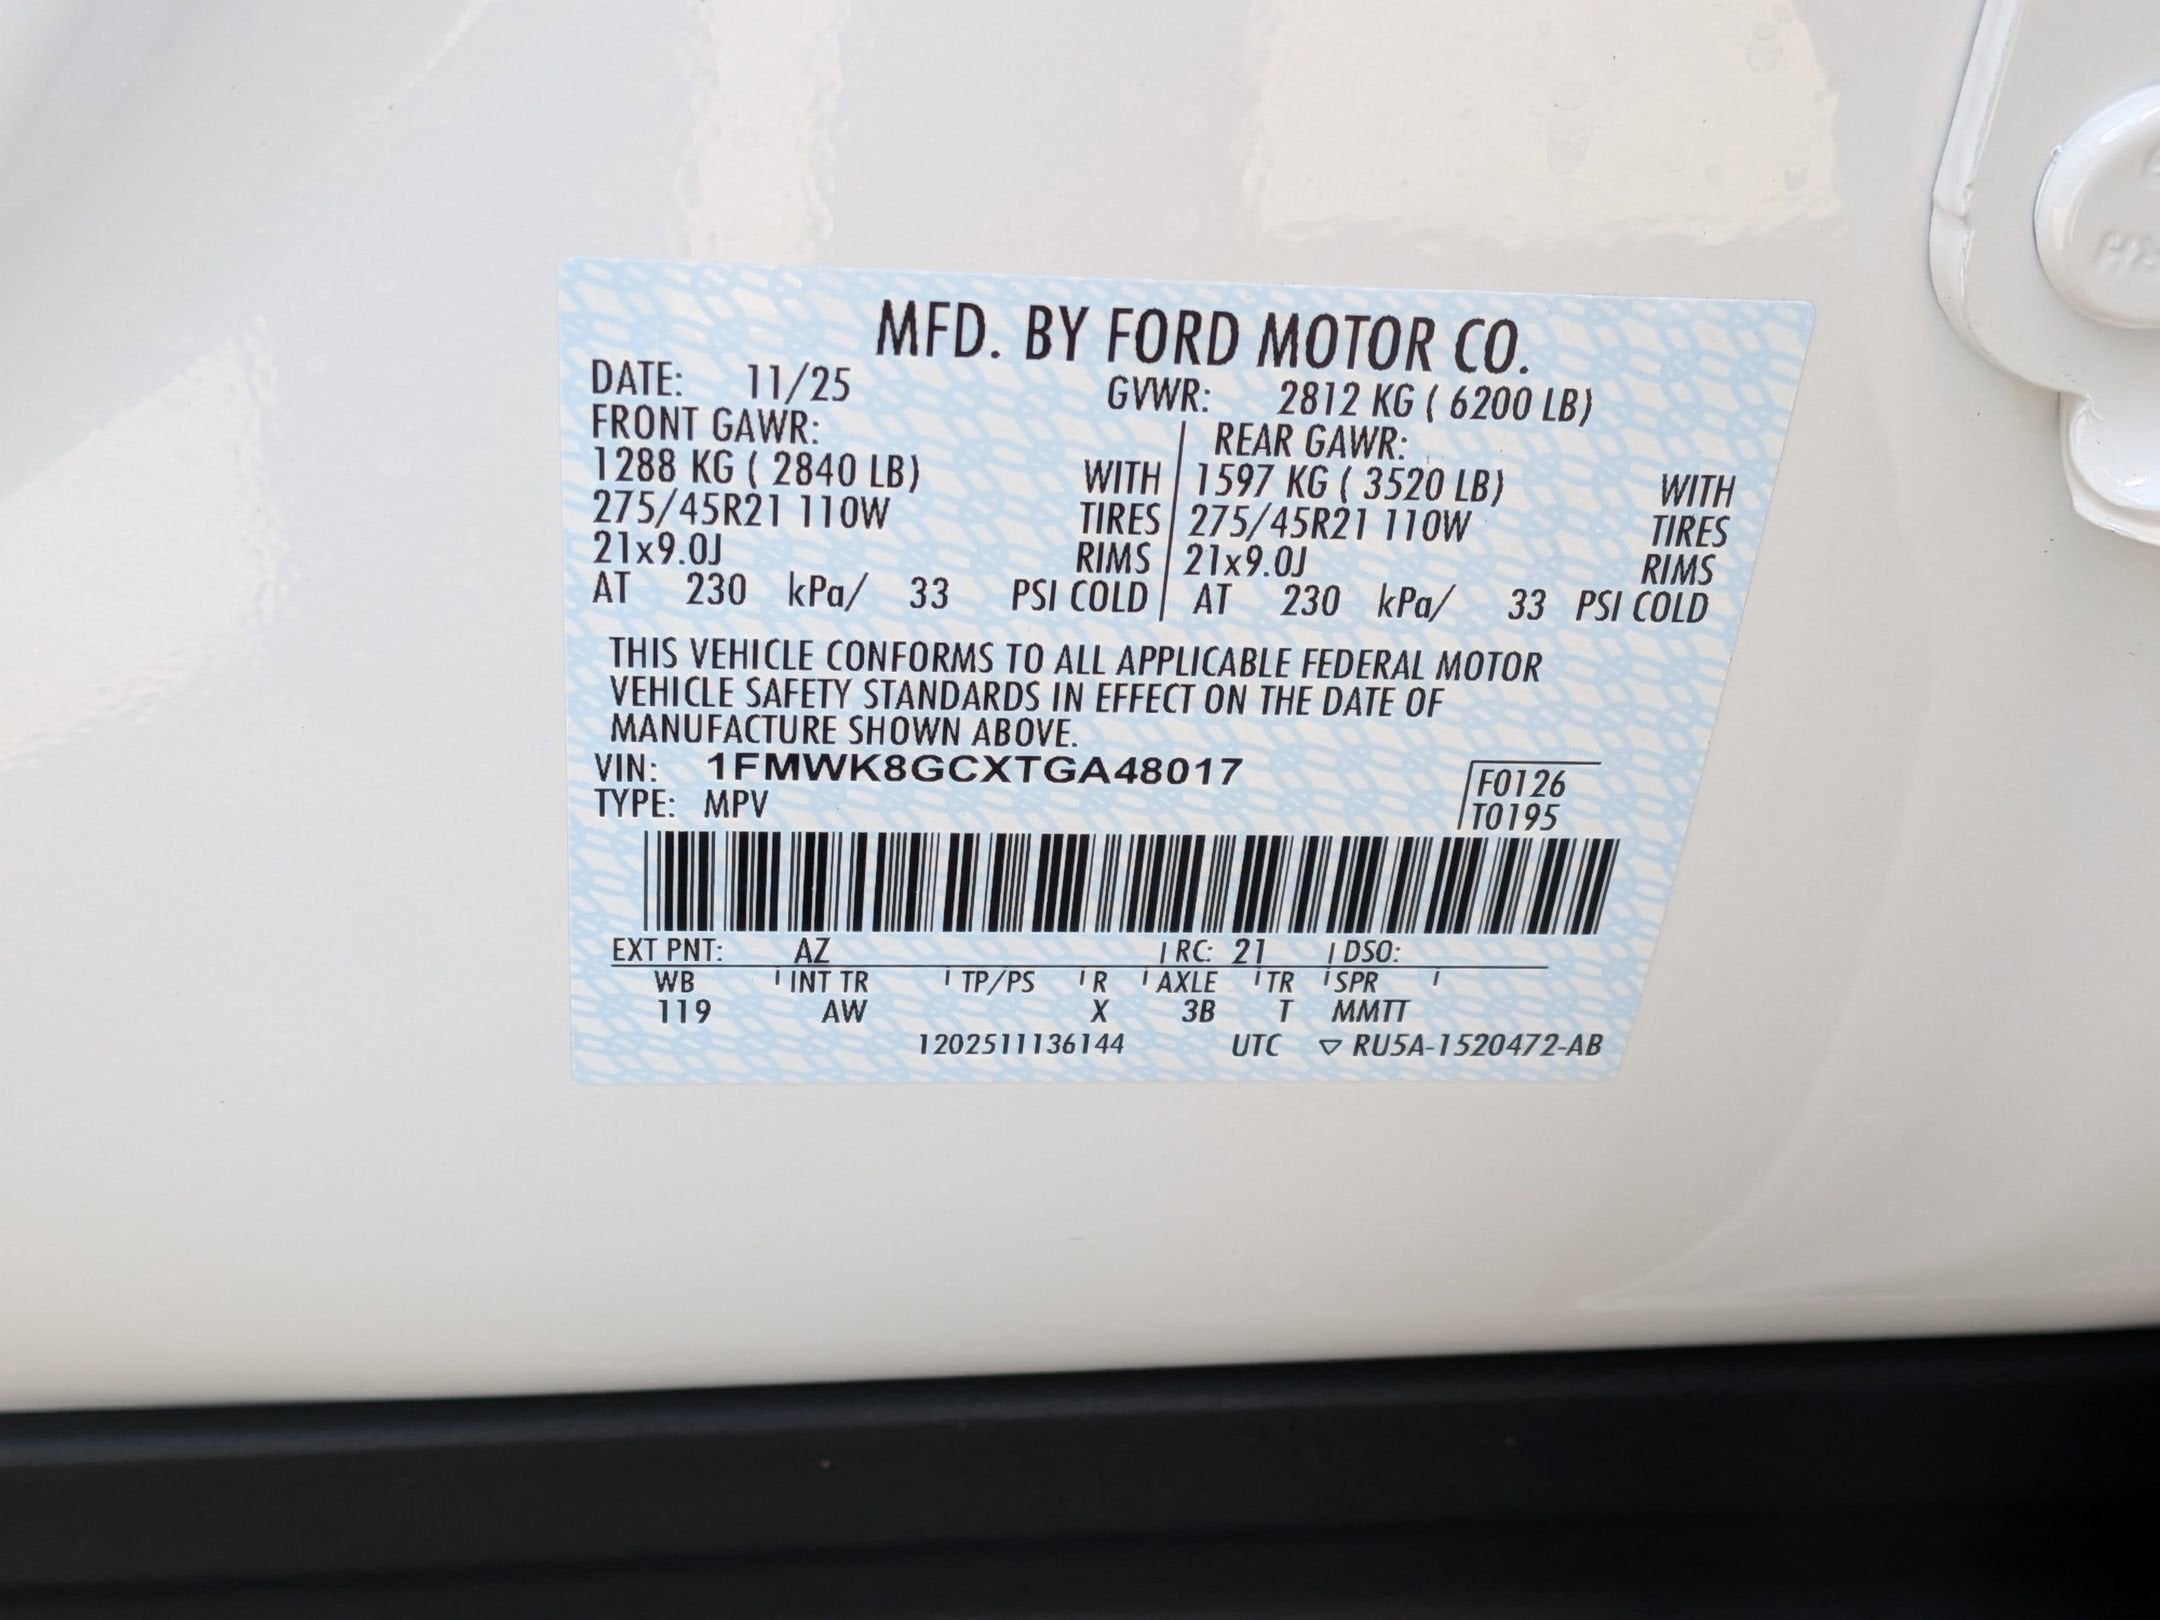 MFD. BY FORD MOTOR CO.
DATE: 11/25 GVWR: 2812 KG ( 6200 LB)
FRONT GAWR: REAR GAWR:
1288 KG ( 2840 LB) WITH 1597 KG ( 3520 LB) WITH
275/45R21 110W TIRES 275/45R21 110W TIRES
21x9.0J RIMS 21x9.0J RIMS
AT 230 kPa/ 33 PSI COLD AT 230 kPa/ 33 PSI COLD
THIS VEHICLE CONFORMS TO ALL APPLICABLE FEDERAL MOTOR
VEHICLE SAFETY STANDARDS IN EFFECT ON THE DATE OF
MANUFACTURE SHOWN ABOVE.
VIN: 1FMWK8GCXTGA48017
TYPE: MPV
F0126
T0195
EXT PNT: AZ RC: 21 DSO:
WB INT TR TP/PS R AXLE TR SPR
119 AW X 3B T MMTT
1202511136144 UTC ▽ RU5A-1520472-AB